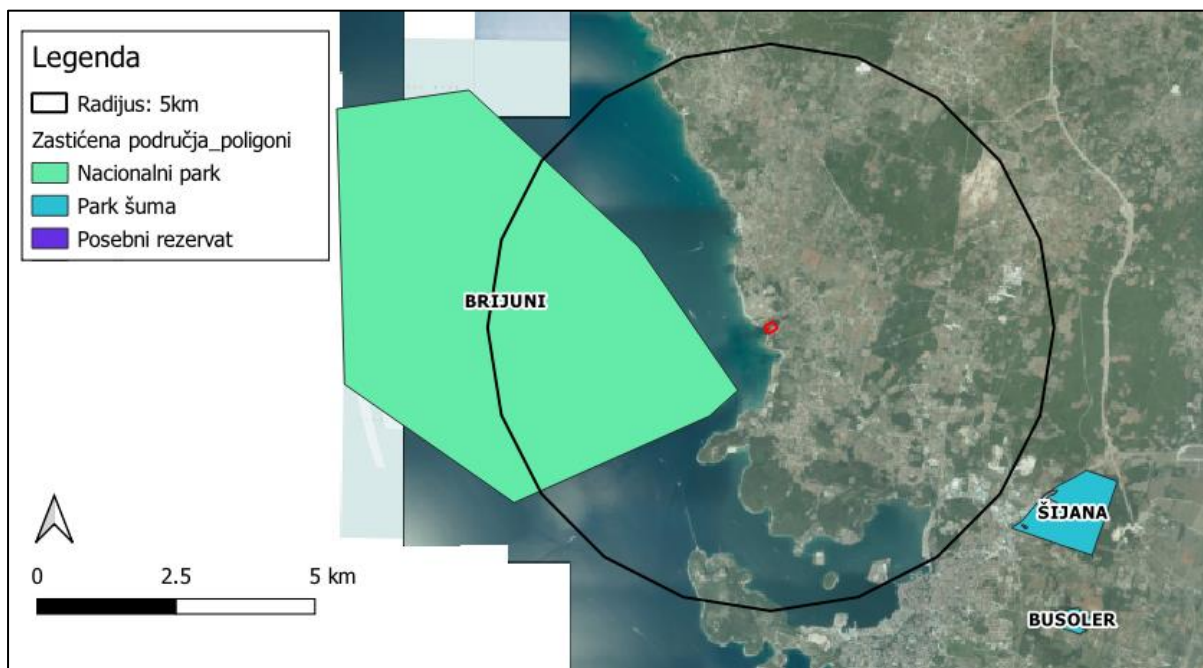 Legenda
Radijus: 5km
Zastićena područja_poligoni
Nacionalni park
Park šuma
Posebni rezervat
BRIJUNI
ŠIJANA
BUSOLER
0 2.5 5 km